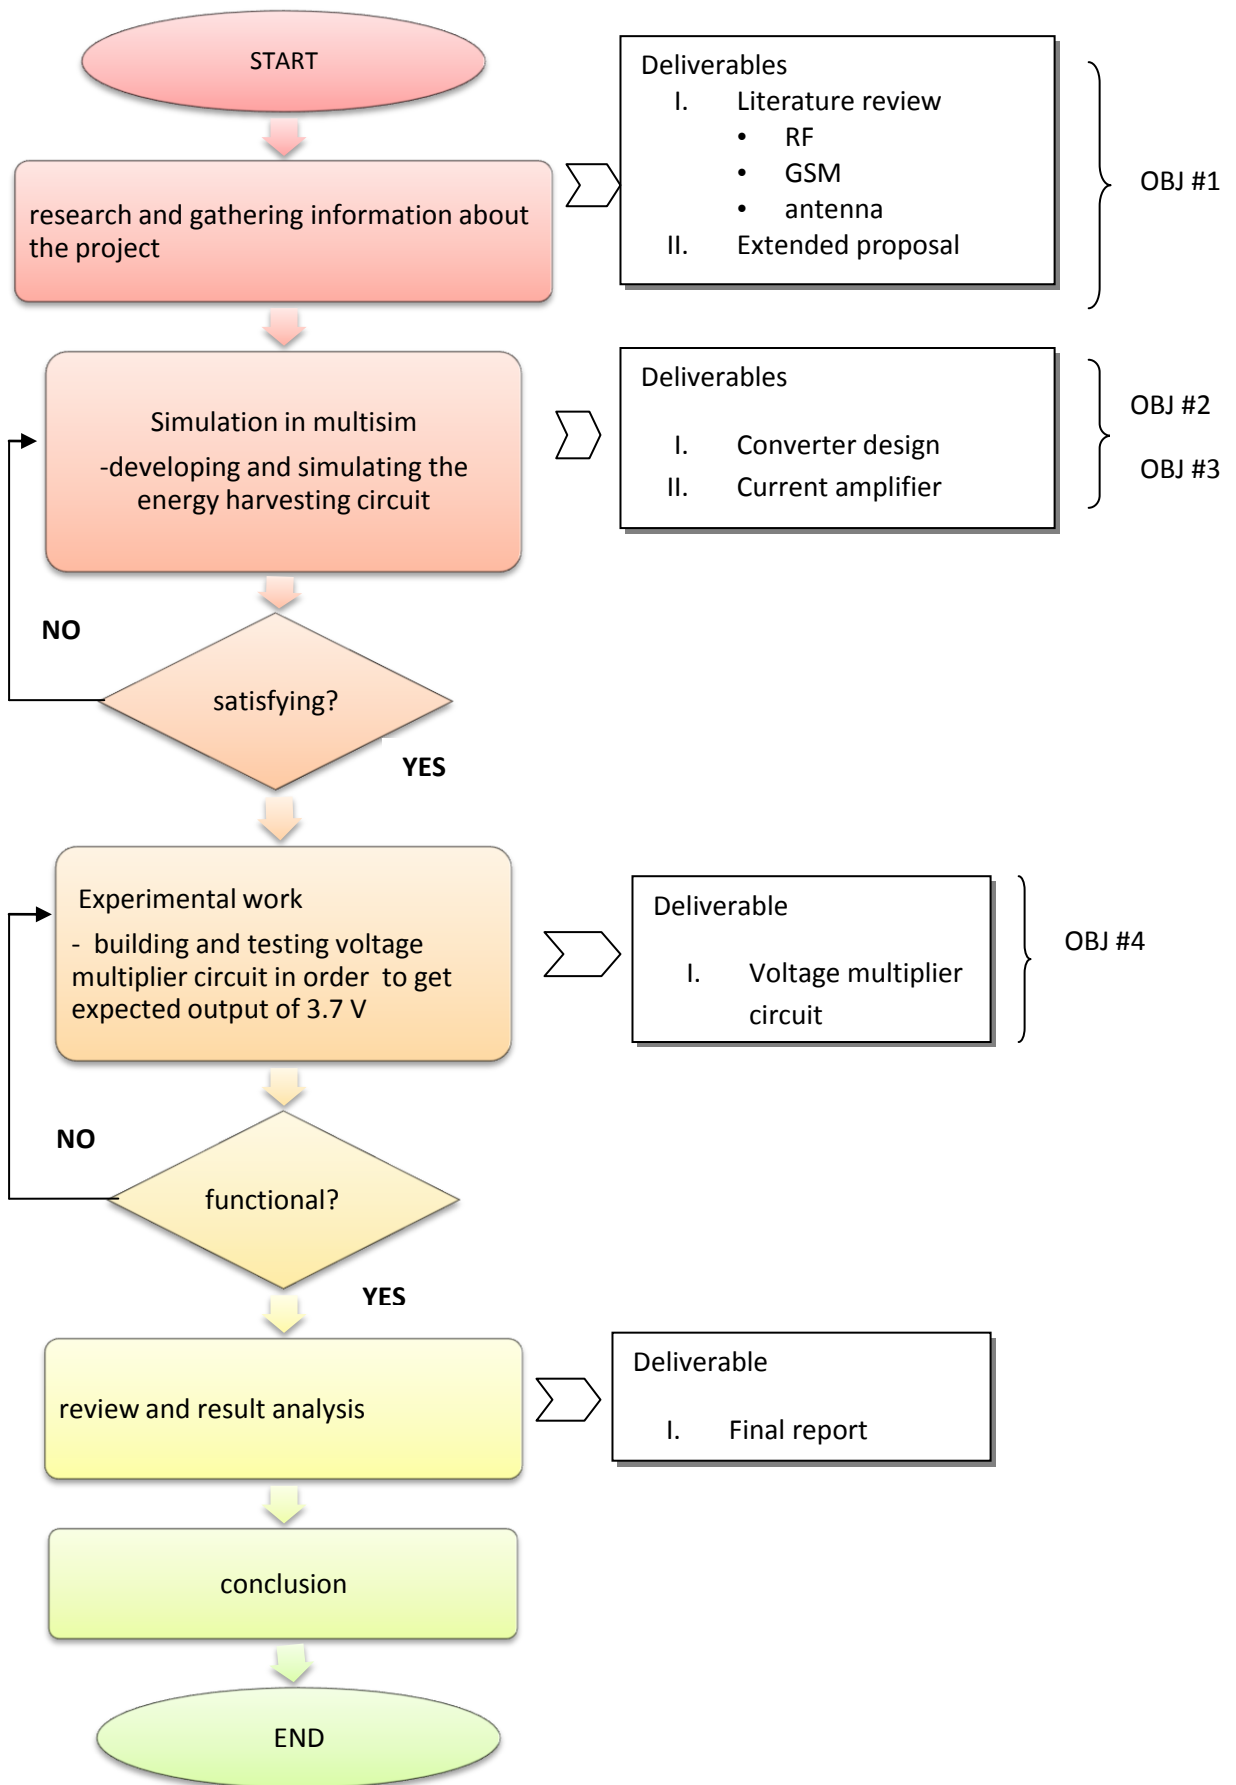 START
research and gathering information about
the project
Deliverables
I. Literature review
• RF
• GSM
• antenna
II. Extended proposal
OBJ #1
Simulation in multisim
-developing and simulating the
energy harvesting circuit
Deliverables
I. Converter design
II. Current amplifier
OBJ #2
OBJ #3
NO
satisfying?
YES
Experimental work
- building and testing voltage
multiplier circuit in order to get
expected output of 3.7 V
Deliverable
I. Voltage multiplier
circuit
OBJ #4
NO
functional?
YES
review and result analysis
Deliverable
I. Final report
conclusion
END